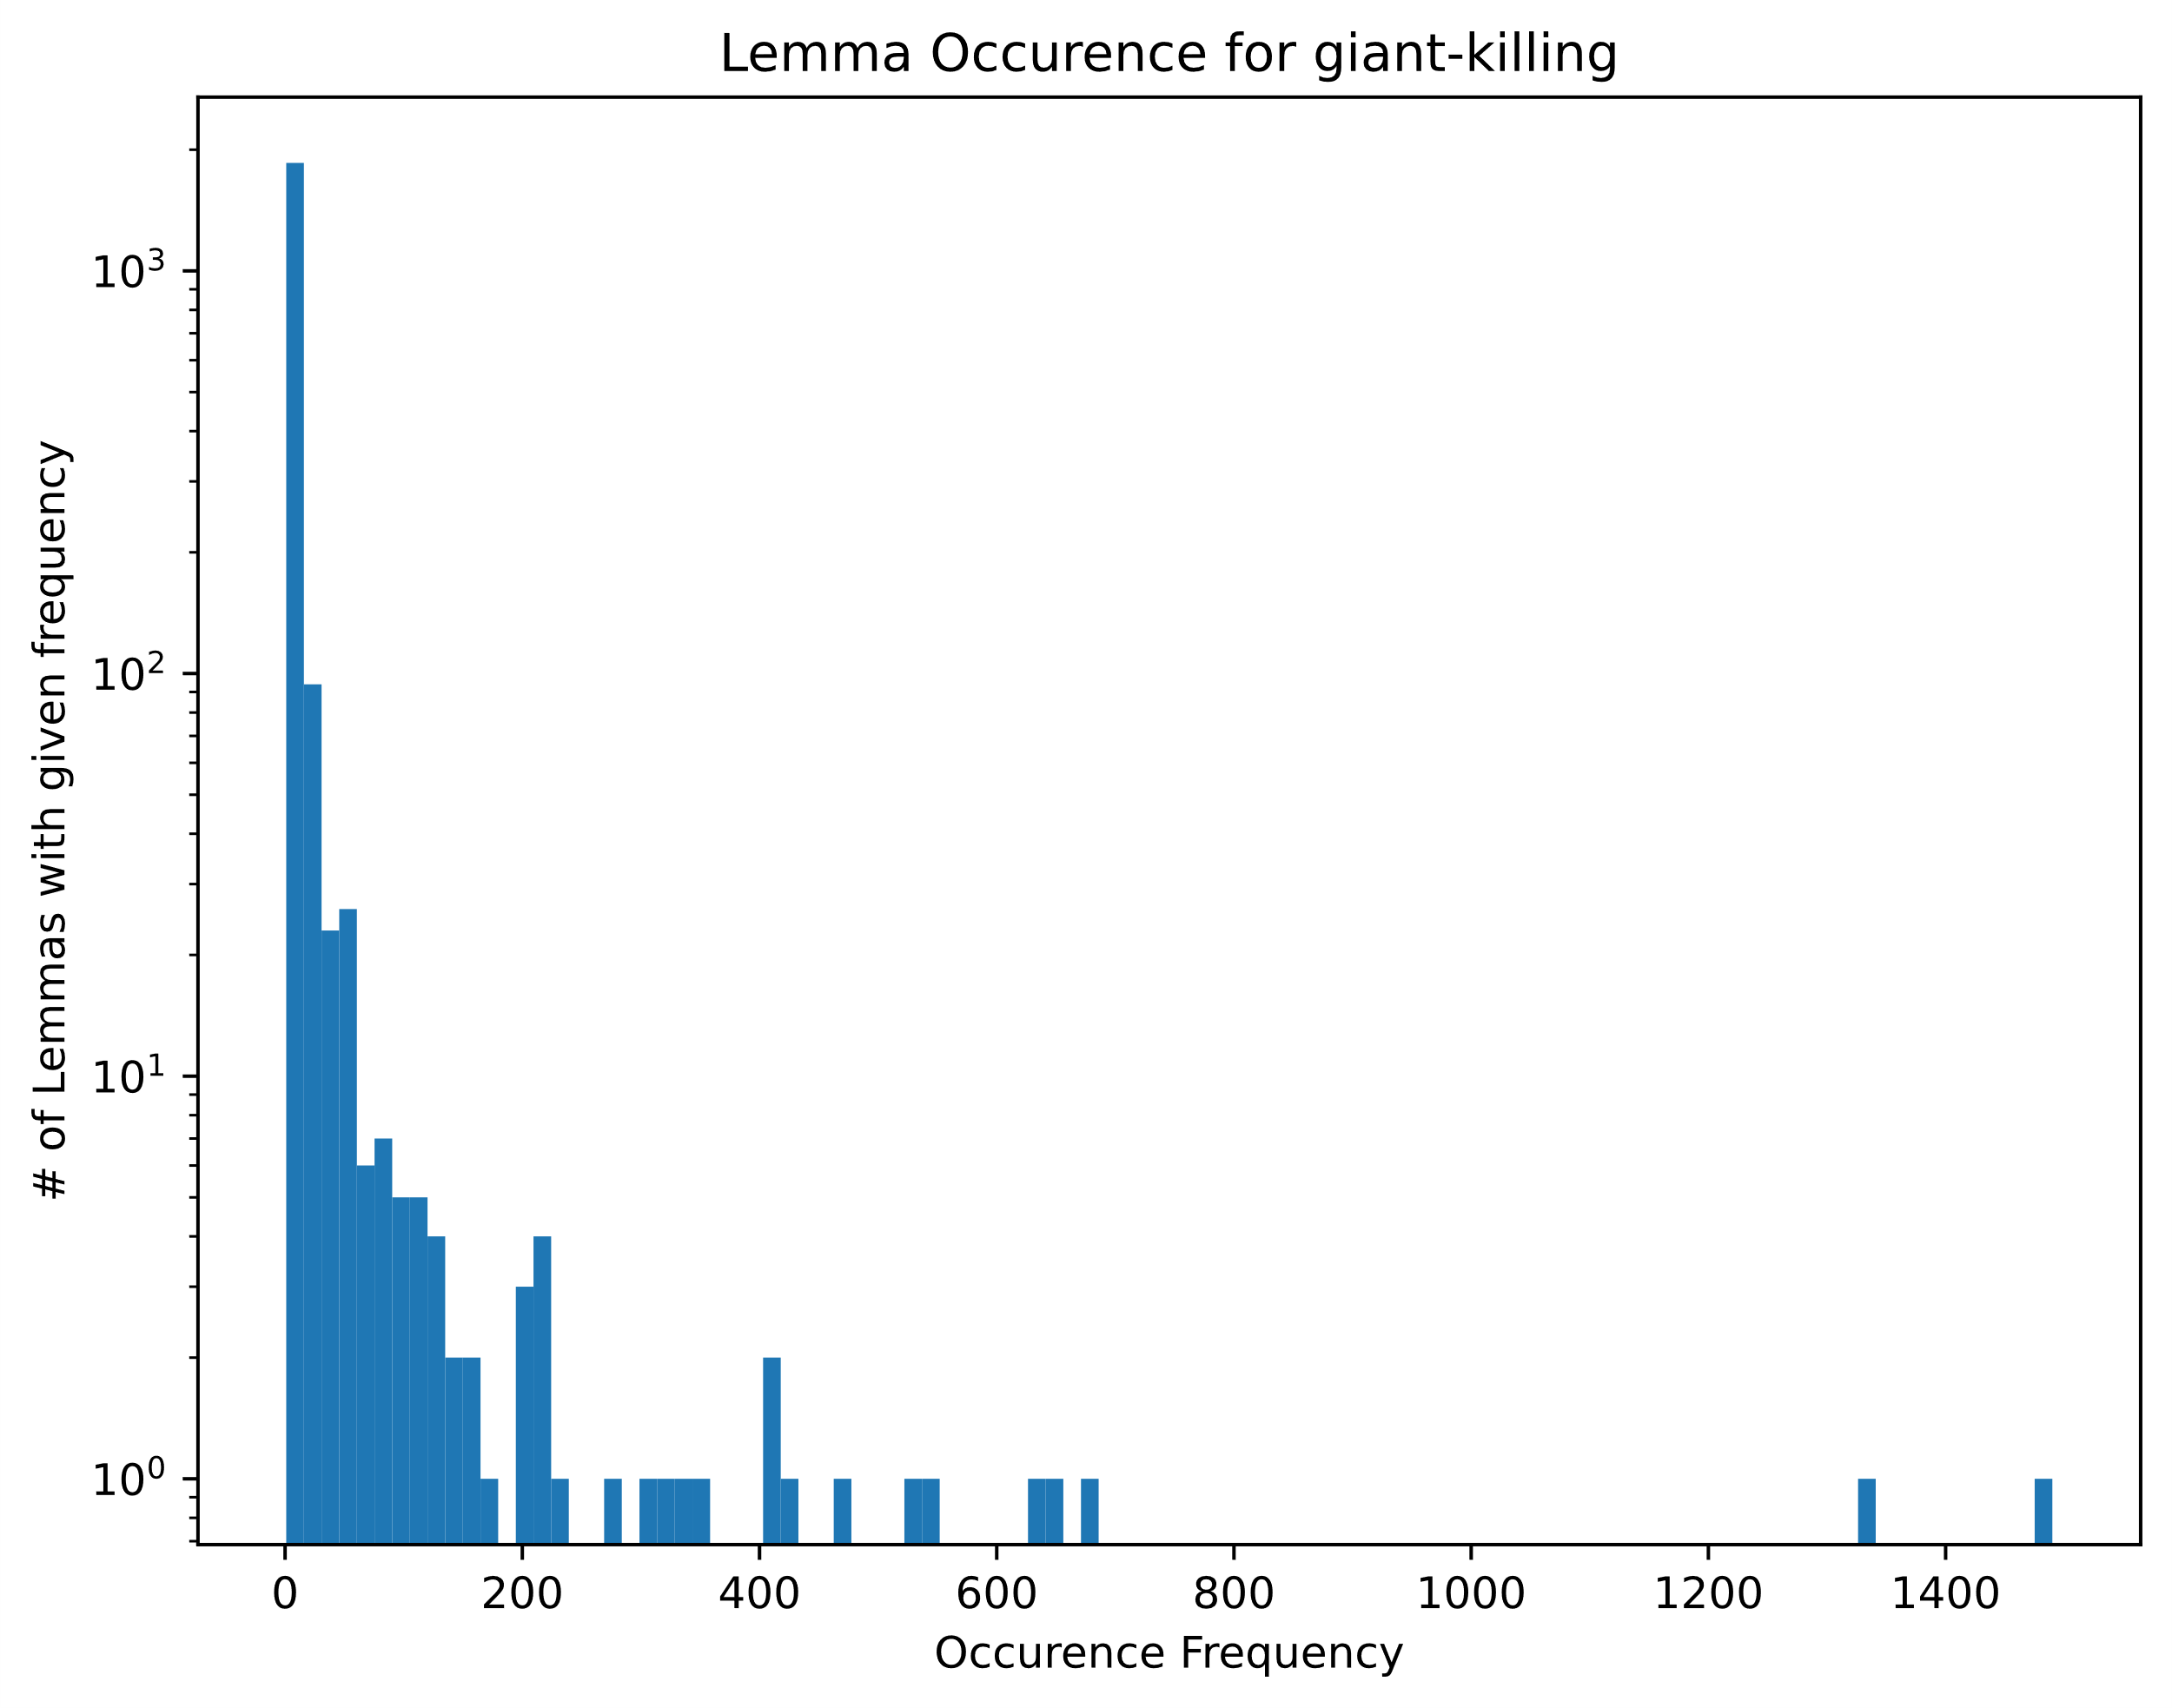 Lemma Occurence for giant-killing
# of Lemmas with given frequency
10³
10²
10¹
10⁰
0 200 400 600 800 1000 1200 1400
Occurence Frequency